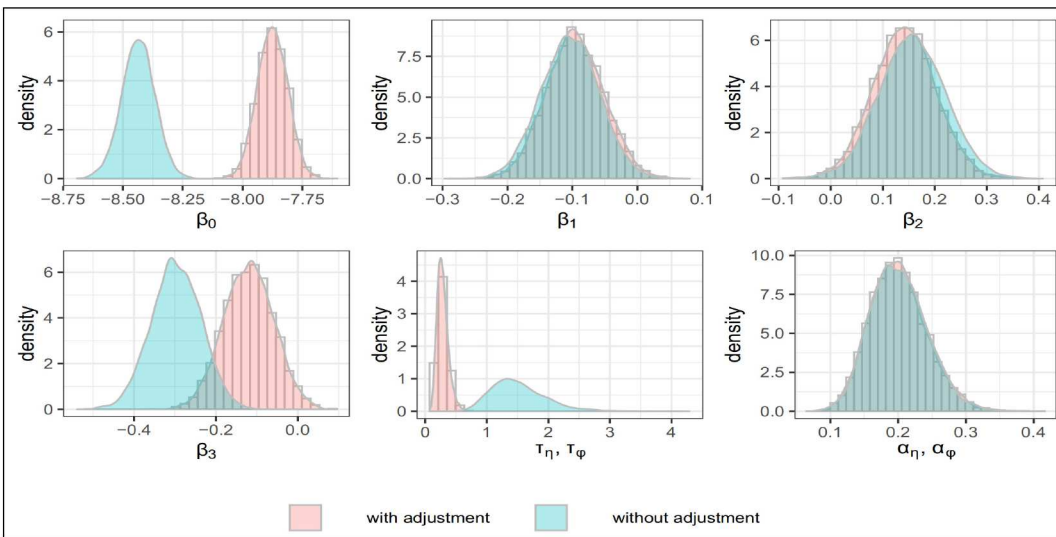 density
6
4
2
0
−8.75 −8.50 −8.25 −8.00 −7.75
β0
density
7.5
5.0
2.5
0.0
−0.3 −0.2 −0.1 0.0 0.1
β1
density
6
4
2
0
−0.1 0.0 0.1 0.2 0.3 0.4
β2
density
6
4
2
0
−0.4 −0.2 0.0
β3
density
4
3
2
1
0
0 1 2 3 4
τη, τφ
density
10.0
7.5
5.0
2.5
0.0
0.1 0.2 0.3 0.4
αη, αφ
with adjustment without adjustment